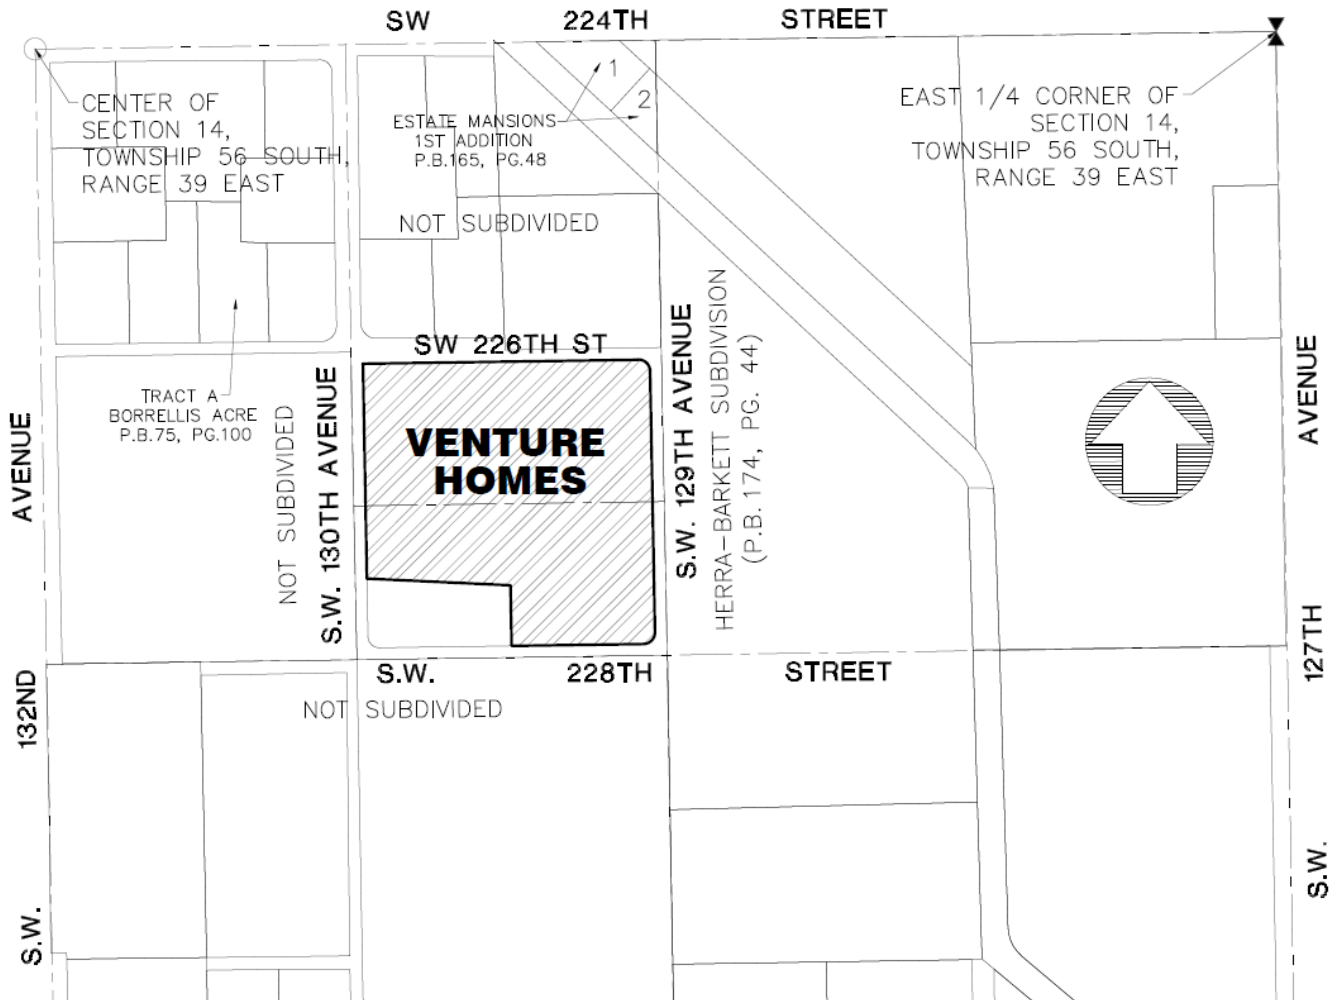 SW 224TH STREET
CENTER OF
SECTION 14,
TOWNSHIP 56 SOUTH,
RANGE 39 EAST
1
2
ESTATE MANSIONS
1ST ADDITION
P.B.165, PG.48
EAST 1/4 CORNER OF
SECTION 14,
TOWNSHIP 56 SOUTH,
RANGE 39 EAST
NOT SUBDIVIDED
SW 226TH ST
TRACT A
BORRELLIS ACRE
P.B.75, PG.100
NOT SUBDIVIDED
S.W. 130TH AVENUE
VENTURE
HOMES
S.W. 129TH AVENUE
HERRA-BARKETT SUBDIVISION
(P.B. 174, PG. 44)
S.W. 132ND AVENUE
S.W. 127TH AVENUE
S.W. 228TH STREET
NOT SUBDIVIDED